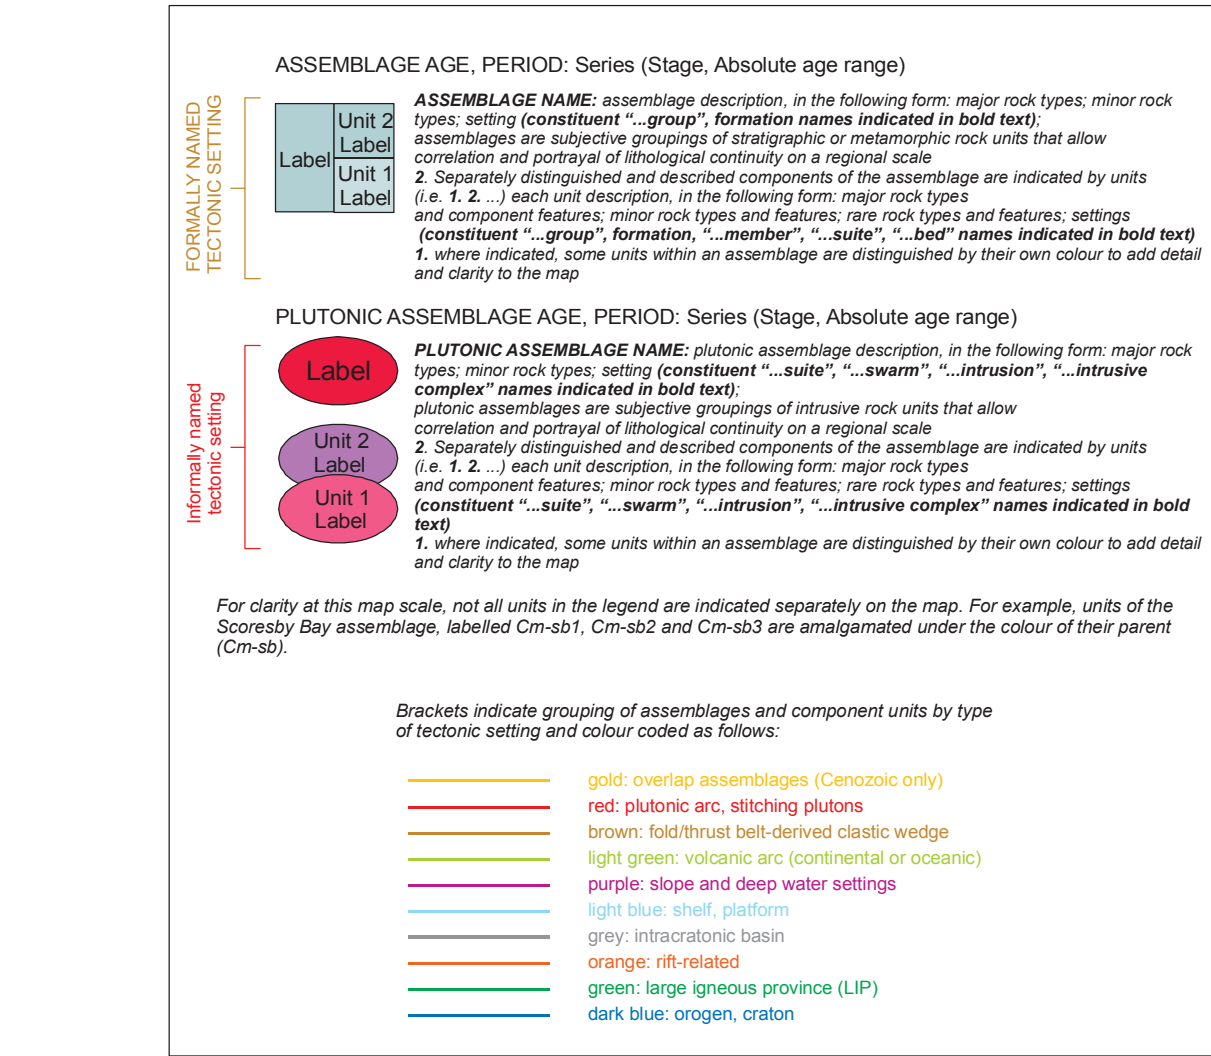 ASSEMBLAGE AGE, PERIOD: Series (Stage, Absolute age range)
FORMALLY NAMED
TECTONIC SETTING
Label
Unit 2
Label
Unit 1
Label
ASSEMBLAGE NAME: assemblage description, in the following form: major rock types; minor rock
types; setting (constituent “...group”, formation names indicated in bold text);
assemblages are subjective groupings of stratigraphic or metamorphic rock units that allow
correlation and portrayal of lithological continuity on a regional scale
2. Separately distinguished and described components of the assemblage are indicated by units
(i.e. 1. 2. ...) each unit description, in the following form: major rock types
and component features; minor rock types and features; rare rock types and features; settings
(constituent “...group”, formation, “...member”, “...suite”, “...bed” names indicated in bold text)
1. where indicated, some units within an assemblage are distinguished by their own colour to add detail
and clarity to the map
PLUTONIC ASSEMBLAGE AGE, PERIOD: Series (Stage, Absolute age range)
Informally named
tectonic setting
Label
Unit 2
Label
Unit 1
Label
PLUTONIC ASSEMBLAGE NAME: plutonic assemblage description, in the following form: major rock
types; minor rock types; setting (constituent “...suite”, “...swarm”, “...intrusion”, “...intrusive
complex” names indicated in bold text);
plutonic assemblages are subjective groupings of intrusive rock units that allow
correlation and portrayal of lithological continuity on a regional scale
2. Separately distinguished and described components of the assemblage are indicated by units
(i.e. 1. 2. ...) each unit description, in the following form: major rock types
and component features; minor rock types and features; rare rock types and features; settings
(constituent “...suite”, “...swarm”, “...intrusion”, “...intrusive complex” names indicated in bold
text)
1. where indicated, some units within an assemblage are distinguished by their own colour to add detail
and clarity to the map
For clarity at this map scale, not all units in the legend are indicated separately on the map. For example, units of the
Scoresby Bay assemblage, labelled Cm-sb1, Cm-sb2 and Cm-sb3 are amalgamated under the colour of their parent
(Cm-sb).
Brackets indicate grouping of assemblages and component units by type
of tectonic setting and colour coded as follows:
gold: overlap assemblages (Cenozoic only)
red: plutonic arc, stitching plutons
brown: fold/thrust belt-derived clastic wedge
light green: volcanic arc (continental or oceanic)
purple: slope and deep water settings
light blue: shelf, platform
grey: intracratonic basin
orange: rift-related
green: large igneous province (LIP)
dark blue: orogen, craton